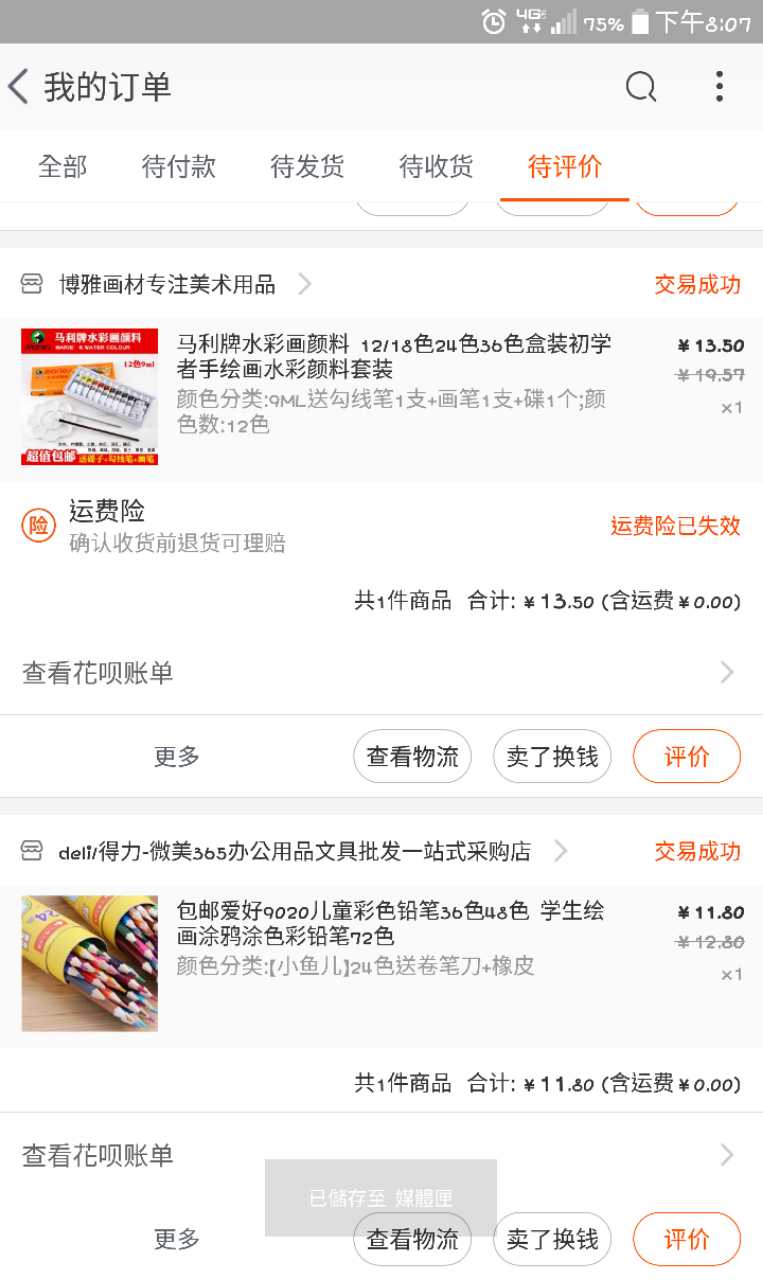 4G 75% 下午8:07
我的订单
全部 待付款 待发货 待收货 待评价
博雅画材专注美术用品 交易成功
马利牌水彩画颜料
12色9ml
超值包邮 送碟子+勾线笔+画笔
马利牌水彩画颜料 12/18色24色36色盒装初学 ¥13.50
者手绘画水彩颜料套装 ¥19.57
颜色分类:9ML送勾线笔1支+画笔1支+碟1个;颜 ×1
色数:12色
险 运费险 运费险已失效
确认收货前退货可理赔
共1件商品 合计: ¥13.50 (含运费¥0.00)
查看花呗账单
更多 查看物流 卖了换钱 评价
deli/得力-微美365办公用品文具批发一站式采购店 交易成功
包邮爱好9020儿童彩色铅笔36色48色 学生绘 ¥11.80
画涂鸦涂色彩铅笔72色 ¥12.80
颜色分类:【小鱼儿】24色送卷笔刀+橡皮 ×1
共1件商品 合计: ¥11.80 (含运费¥0.00)
查看花呗账单
已儲存至 媒體匣
更多 查看物流 卖了换钱 评价